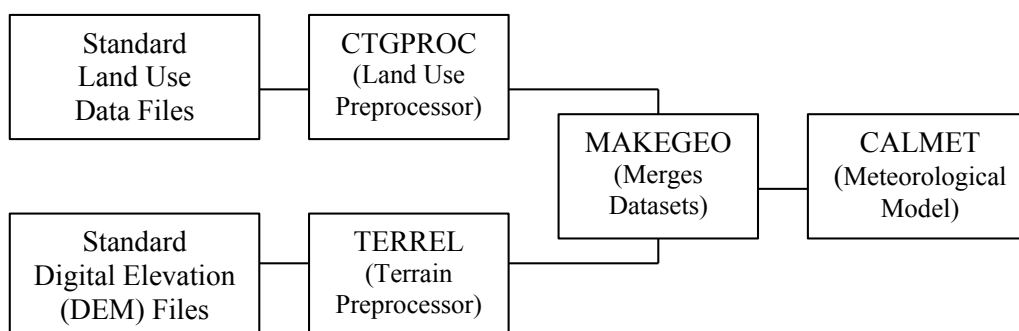 Standard
Land Use
Data Files
CTGPROC
(Land Use
Preprocessor)
MAKEGEO
(Merges
Datasets)
CALMET
(Meteorological
Model)
Standard
Digital Elevation
(DEM) Files
TERREL
(Terrain
Preprocessor)